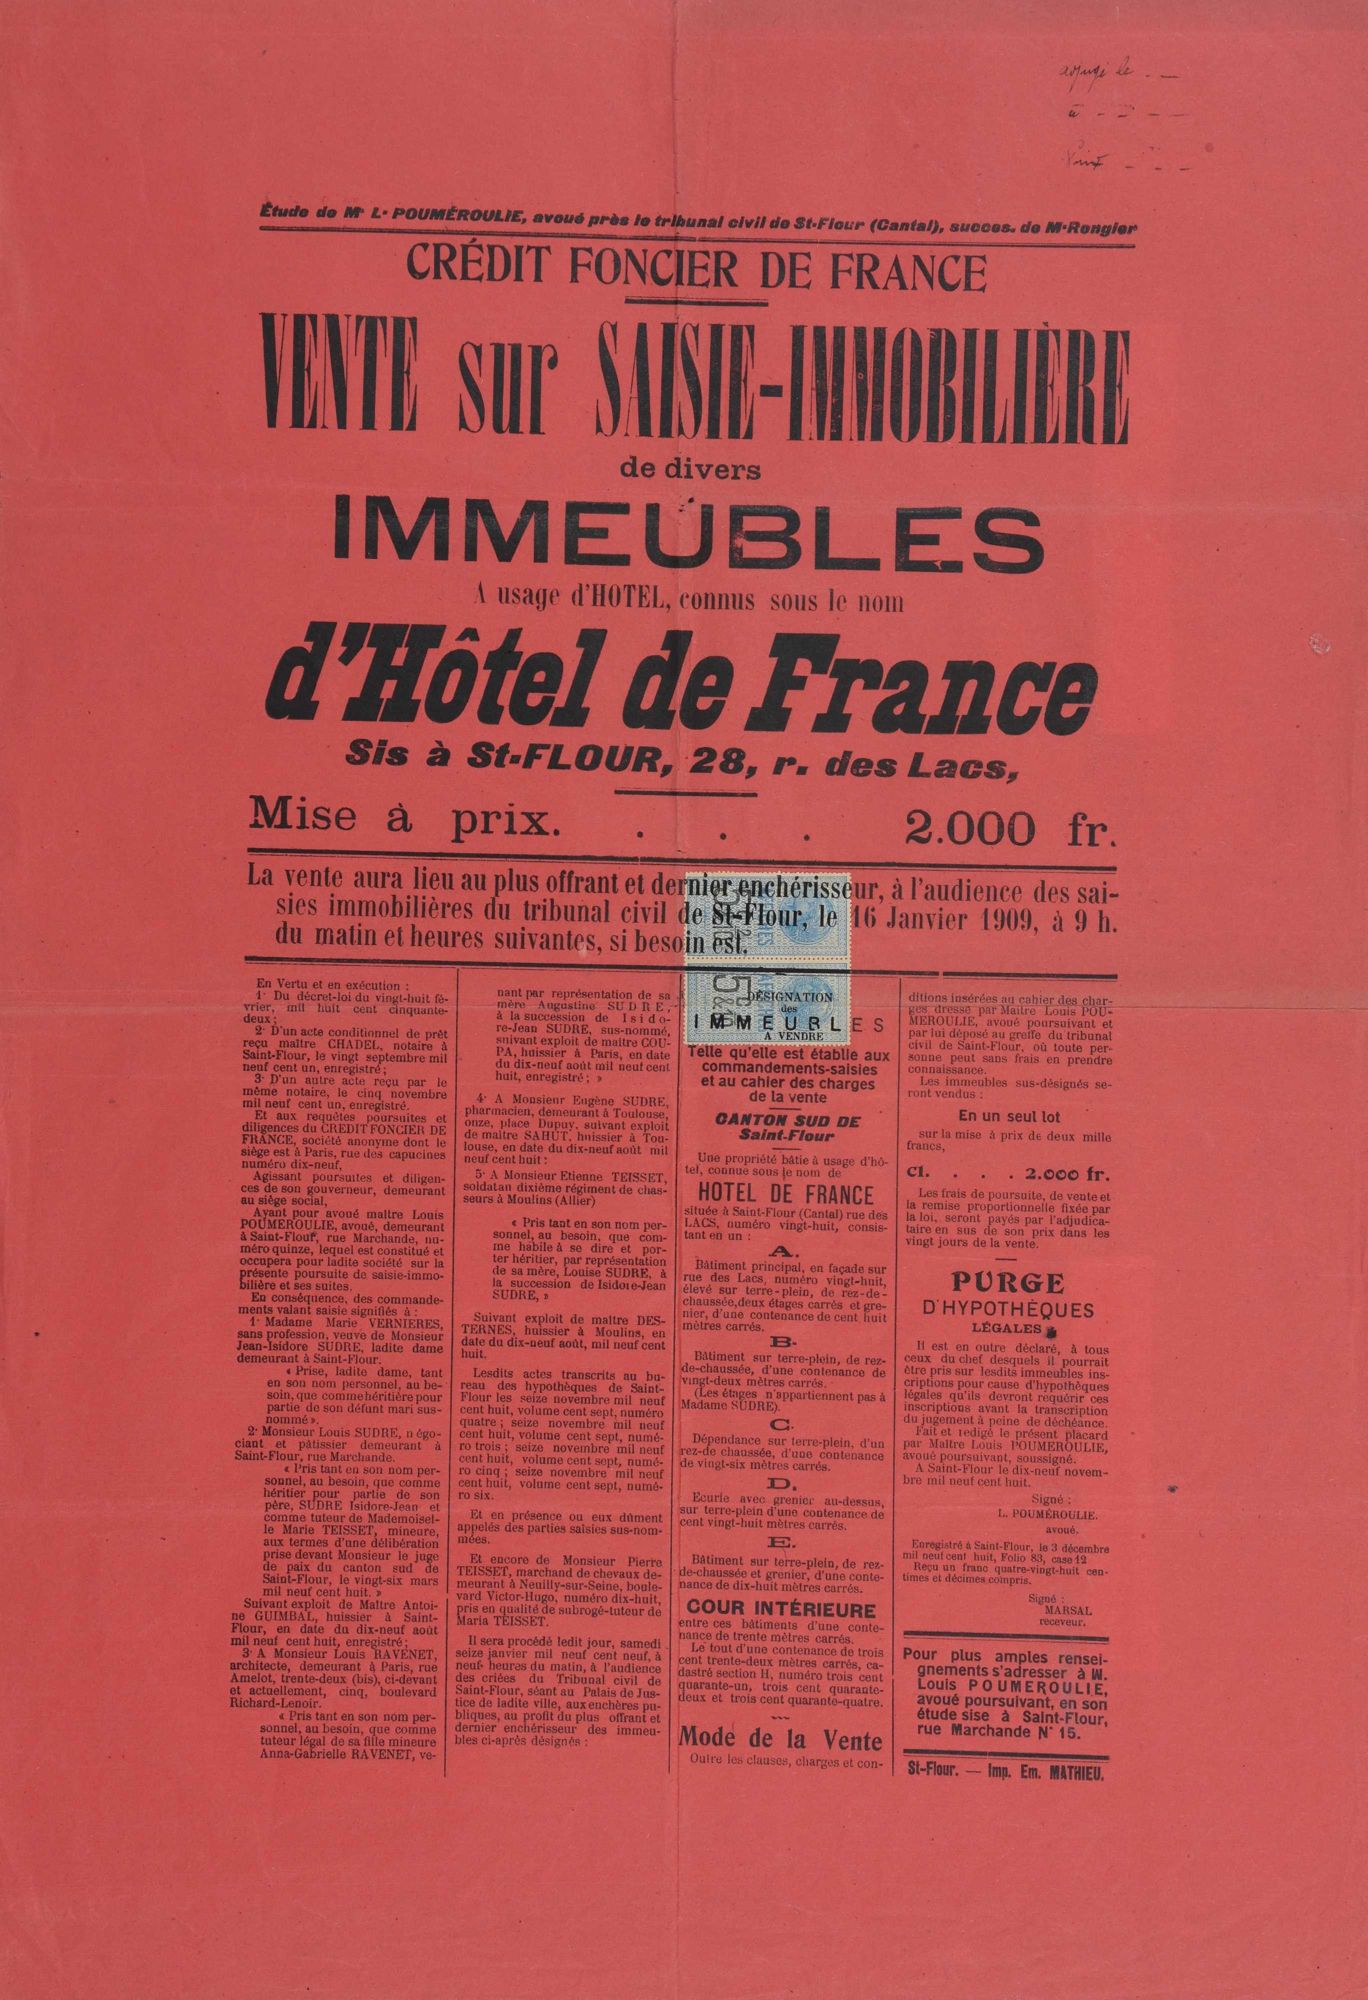 adjugé le
à
Étude de Mᵉ L. POUMÉROULIE, avoué près le tribunal civil de St-Flour (Cantal), succes. de M. Rongier
CRÉDIT FONCIER DE FRANCE
VENTE sur SAISIE-IMMOBILIÈRE
de divers
IMMEUBLES
A usage d'HOTEL, connus sous le nom
d'Hôtel de France
Sis à St-FLOUR, 28, r. des Lacs,
Mise à prix. . . . 2.000 fr.
La vente aura lieu au plus offrant et dernier enchérisseur, à l'audience des sai-
sies immobilières du tribunal civil de St-Flour, le 16 Janvier 1909, à 9 h.
du matin et heures suivantes, si besoin est.
En Vertu et en exécution :
1° Du décret-loi du vingt-huit fé-
vrier, mil huit cent cinquante-
deux ;
2° D'un acte conditionnel de prêt
reçu maître CHADEL, notaire à
Saint-Flour, le vingt septembre mil
neuf cent un, enregistré ;
3° D'un autre acte reçu par le
même notaire, le cinq novembre
mil neuf cent un, enregistré.
Et aux requêtes poursuites et
diligences du CREDIT FONCIER DE
FRANCE, société anonyme dont le
siège est à Paris, rue des capucines
numéro dix-neuf,
Agissant poursuites et diligen-
ces de son gouverneur, demeurant
au siège social,
Ayant pour avoué maître Louis
POUMEROULIE, avoué, demeurant
à Saint-Flour, rue Marchande, nu-
méro quinze, lequel est constitué et
occupera pour ladite société sur la
présente poursuite de saisie-immo-
bilière et ses suites.
En conséquence, des commande-
ments valant saisie signifiés à :
1° Madame Marie VERNIERES,
sans profession, veuve de Monsieur
Jean-Isidore SUDRE, ladite dame
demeurant à Saint-Flour.
« Prise, ladite dame, tant
en son nom personnel, au be-
soin, que comme héritière pour
partie de son défunt mari sus-
nommé ».
2° Monsieur Louis SUDRE, négo-
ciant et pâtissier demeurant à
Saint-Flour, rue Marchande.
« Pris tant en son nom per-
sonnel, au besoin, que comme
héritier pour partie de son
père, SUDRE Isidore-Jean et
comme tuteur de Mademoisel-
le Marie TEISSET, mineure,
aux termes d'une délibération
prise devant Monsieur le juge
de paix du canton sud de
Saint-Flour, le vingt-six mars
mil neuf cent huit. »
Suivant exploit de Maître Antoi-
ne GUIMBAL, huissier à Saint-
Flour, en date du dix-neuf août
mil neuf cent huit, enregistré ;
3° A Monsieur Louis RAVENET,
architecte, demeurant à Paris, rue
Amelot, trente-deux (bis), ci-devant
et actuellement, cinq, boulevard
Richard-Lenoir.
« Pris tant en son nom per-
sonnel, au besoin, que comme
tuteur légal de sa fille mineure
Anna-Gabrielle RAVENET, ve-
nant par représentation de sa
mère Augustine SUDRE,
à la succession de Isido-
re-Jean SUDRE, sus-nommé,
suivant exploit de maître COU-
PA, huissier à Paris, en date
du dix-neuf août mil neuf cent
huit, enregistré ; »
4° A Monsieur Eugène SUDRE,
pharmacien, demeurant à Toulouse,
onze, place Dupuy, suivant exploit
de maître SAHUT, huissier à Tou-
louse, en date du dix-neuf août mil
neuf cent huit :
5° A Monsieur Etienne TEISSET,
soldat an dixième régiment de chas-
seurs à Moulins (Allier)
« Pris tant en son nom per-
sonnel, au besoin, que com-
me habile à se dire et por-
ter héritier, par représentation
de sa mère, Louise SUDRE, à
la succession de Isidore-Jean
SUDRE, »
Suivant exploit de maître DES-
TERNES, huissier à Moulins, en
date du dix-neuf août, mil neuf cent
huit.
Lesdits actes transcrits au bu-
reau des hypothèques de Saint-
Flour les seize novembre mil neuf
cent huit, volume cent sept, numéro
quatre ; seize novembre mil neuf
cent huit, volume cent sept, numé-
ro trois ; seize novembre mil neuf
cent huit, volume cent sept, numé-
ro cinq ; seize novembre mil neuf
cent huit, volume cent sept, numé-
ro six.
Et en présence ou eux dûment
appelés des parties saisies sus-nom-
mées.
Et encore de Monsieur Pierre
TEISSET, marchand de chevaux de-
meurant à Neuilly-sur-Seine, boule-
vard Victor-Hugo, numéro dix-huit,
pris en qualité de subrogé-tuteur de
Maria TEISSET.
Il sera procédé ledit jour, samedi
seize janvier mil neuf cent neuf, à
neuf heures du matin, à l'audience
des criées du Tribunal civil de
Saint-Flour, séant au Palais de Jus-
tice de ladite ville, aux enchères pu-
bliques, au profit du plus offrant et
dernier enchérisseur des immeu-
bles ci-après désignés :
AFFICHES
5c
&
AFFICHES
DÉSIGNATION
des
IMMEUBLES
A VENDRE
Telle qu'elle est établie aux
commandements-saisies
et au cahier des charges
de la vente
CANTON SUD DE
Saint-Flour
Une propriété bâtie à usage d'hô-
tel, connue sous le nom de
HOTEL DE FRANCE
située à Saint-Flour (Cantal) rue des
LACS, numéro vingt-huit, consis-
tant en un :
A.
Bâtiment principal, en façade sur
rue des Lacs, numéro vingt-huit,
élevé sur terre-plein, de rez-de-
chaussée, deux étages carrés et gre-
nier, d'une contenance de cent huit
mètres carrés.
B.
Bâtiment sur terre-plein, de rez-
de-chaussée, d'une contenance de
vingt-deux mètres carrés.
(Les étages n'appartiennent pas à
Madame SUDRE).
C.
Dépendance sur terre-plein, d'un
rez-de chaussée, d'une contenance
de vingt-six mètres carrés.
D.
Ecurie avec grenier au-dessus,
sur terre-plein d'une contenance de
cent vingt-huit mètres carrés.
E.
Bâtiment sur terre-plein, de rez-
de-chaussée et grenier, d'une conte-
nance de dix-huit mètres carrés.
COUR INTÉRIEURE
entre ces bâtiments d'une conte-
nance de trente mètres carrés.
Le tout d'une contenance de trois
cent trente-deux mètres carrés, ca-
dastré section H, numéro trois cent
quarante-un, trois cent quarante-
deux et trois cent quarante-quatre.
Mode de la Vente
Outre les clauses, charges et con-
ditions insérées au cahier des char-
ges dressé par Maître Louis POU-
MEROULIE, avoué poursuivant et
par lui déposé au greffe du tribunal
civil de Saint-Flour, où toute per-
sonne peut sans frais en prendre
connaissance.
Les immeubles sus-désignés se-
ront vendus :
En un seul lot
sur la mise à prix de deux mille
francs,
CI. . . . 2.000 fr.
Les frais de poursuite, de vente et
la remise proportionnelle fixée par
la loi, seront payés par l'adjudica-
taire en sus de son prix dans les
vingt jours de la vente.
PURGE
D'HYPOTHÈQUES
LÉGALES
Il est en outre déclaré, à tous
ceux du chef desquels il pourrait
être pris sur lesdits immeubles ins-
criptions pour cause d'hypothèques
légales qu'ils devront requérir ces
inscriptions avant la transcription
du jugement à peine de déchéance.
Fait et redigé le présent placard
par Maître Louis POUMEROULIE,
avoué poursuivant, soussigné.
A Saint-Flour le dix-neuf novem-
bre mil neuf cent huit.
Signé :
L. POUMÉROULIE.
avoué.
Enregistré à Saint-Flour, le 3 décembre
mil neuf cent huit, Folio 83, case 12
Reçu un franc quatre-vingt-huit cen-
times et décimes compris.
Signé :
MARSAL
receveur.
Pour plus amples rensei-
gnements s'adresser à M.
Louis POUMEROULIE,
avoué poursuivant, en son
étude sise à Saint-Flour,
rue Marchande N° 15.
St-Flour. — Imp. Em. MATHIEU.